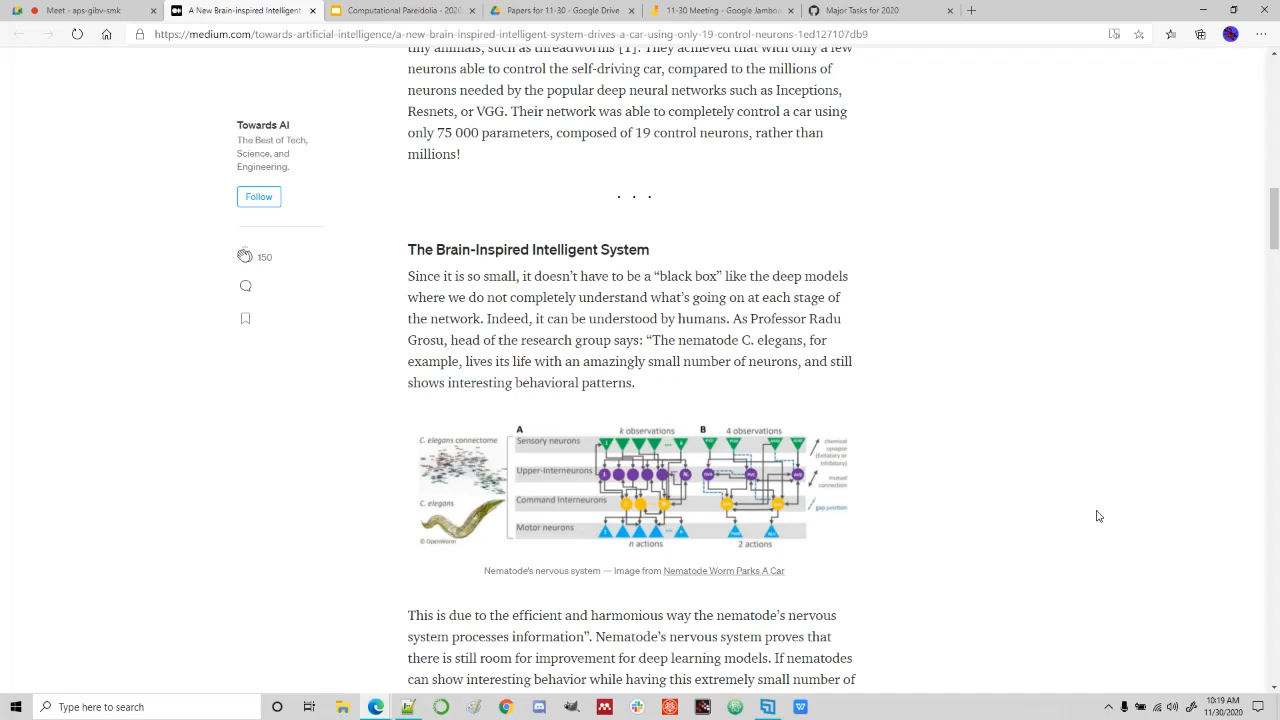 Meet - aps-gibv-smk
A New Brain-Inspired Intelligent
Computational Pareidolia - 2020
Papers for 11-30 - Google Drive
11-30 Meeting - Google Jamboard
Major Tasks for 2020
https://medium.com/towards-artificial-intelligence/a-new-brain-inspired-intelligent-system-drives-a-car-using-only-19-control-neurons-1ed127107db9
tiny animals, such as threadworms [1]. They achieved that with only a few
neurons able to control the self-driving car, compared to the millions of
neurons needed by the popular deep neural networks such as Inceptions,
Resnets, or VGG. Their network was able to completely control a car using
only 75 000 parameters, composed of 19 control neurons, rather than
millions!
Towards AI
The Best of Tech,
Science, and
Engineering.
Follow
150
. . .
The Brain-Inspired Intelligent System
Since it is so small, it doesn’t have to be a “black box” like the deep models
where we do not completely understand what’s going on at each stage of
the network. Indeed, it can be understood by humans. As Professor Radu
Grosu, head of the research group says: “The nematode C. elegans, for
example, lives its life with an amazingly small number of neurons, and still
shows interesting behavioral patterns.
A k observations B 4 observations
C. elegans connectome
Sensory neurons
Upper-Interneurons
Command Interneurons
Motor neurons
C. elegans
© OpenWorm
n actions 2 actions
chemical
synapse
(Exitatory or
Inhibitory)
mutual
connection
gap junction
Nematode’s nervous system — Image from Nematode Worm Parks A Car
This is due to the efficient and harmonious way the nematode’s nervous
system processes information”. Nematode’s nervous system proves that
there is still room for improvement for deep learning models. If nematodes
can show interesting behavior while having this extremely small number of
Type here to search
10:19 AM
11/30/2020